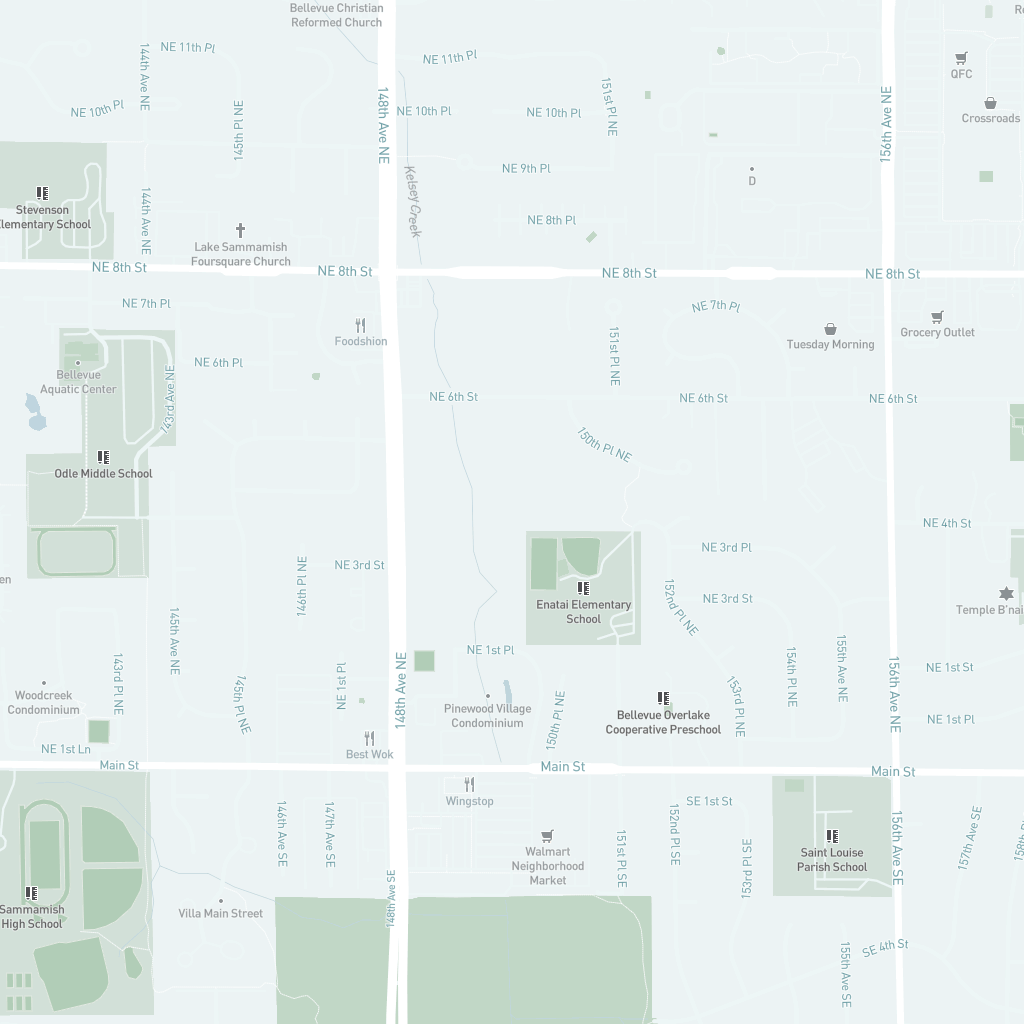 Bellevue Christian
Reformed Church
NE 11th Pl
NE 11th Pl
144th Ave NE
148th Ave NE
151st Pl NE
156th Ave NE
QFC
Crossroads
NE 10th Pl
145th Pl NE
NE 10th Pl
NE 10th Pl
NE 9th Pl
D
Kelsey Creek
Stevenson
Elementary School
144th Ave NE
NE 8th Pl
Lake Sammamish
Foursquare Church
NE 8th St
NE 8th St
NE 8th St
NE 8th St
NE 7th Pl
NE 7th Pl
Foodshion
151st Pl NE
Tuesday Morning
Grocery Outlet
NE 6th Pl
Bellevue
Aquatic Center
143rd Ave NE
NE 6th St
NE 6th St
NE 6th St
150th Pl NE
Odle Middle School
NE 4th St
NE 3rd Pl
NE 3rd St
146th Pl NE
Enatai Elementary
School
152nd Pl NE
NE 3rd St
Temple B'nai
145th Ave NE
NE 1st Pl
154th Pl NE
155th Ave NE
156th Ave NE
NE 1st St
143rd Pl NE
Woodcreek
Condominium
145th Pl NE
NE 1st Pl
148th Ave NE
Pinewood Village
Condominium
150th Pl NE
Bellevue Overlake
Cooperative Preschool
153rd Pl NE
NE 1st Pl
NE 1st Ln
Best Wok
Main St
Main St
Main St
Wingstop
SE 1st St
146th Ave SE
147th Ave SE
148th Ave SE
Walmart
Neighborhood
Market
151st Pl SE
152nd Pl SE
153rd Pl SE
Saint Louise
Parish School
156th Ave SE
157th Ave SE
Sammamish
High School
Villa Main Street
SE 4th St
155th Ave SE